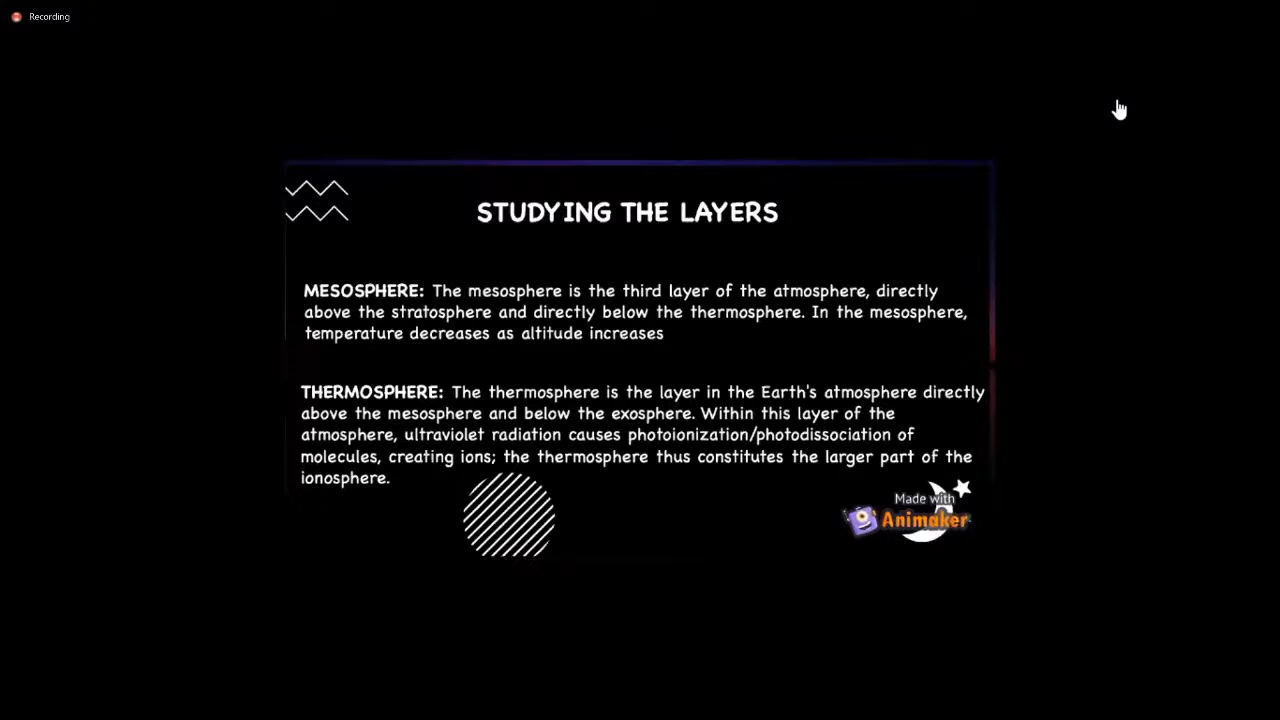 Recording
STUDYING THE LAYERS
MESOSPHERE: The mesosphere is the third layer of the atmosphere, directly
above the stratosphere and directly below the thermosphere. In the mesosphere,
temperature decreases as altitude increases
THERMOSPHERE: The thermosphere is the layer in the Earth's atmosphere directly
above the mesosphere and below the exosphere. Within this layer of the
atmosphere, ultraviolet radiation causes photoionization/photodissociation of
molecules, creating ions; the thermosphere thus constitutes the larger part of the
ionosphere.
Made with
Animaker